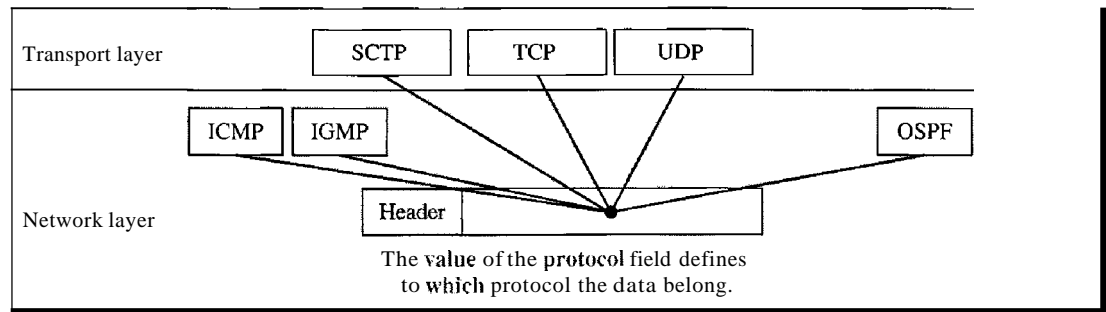 Transport layer
SCTP TCP UDP
ICMP IGMP OSPF
Header
Network layer
The value of the protocol field defines
to which protocol the data belong.